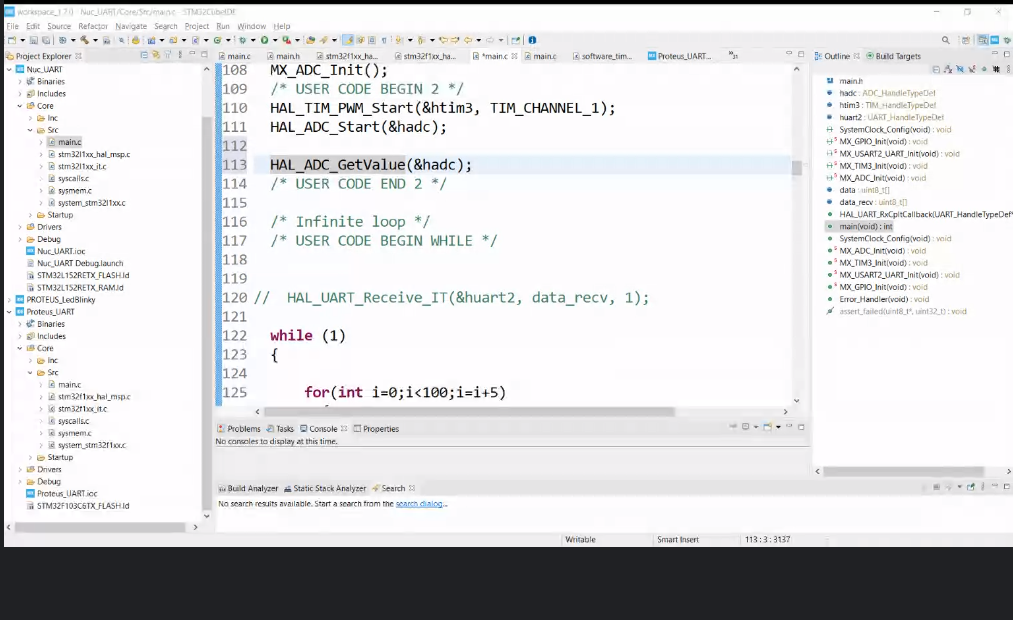 workspace_1.7.0 - Nuc_UART/Core/Src/main.c - STM32CubeIDE
File Edit Source Refactor Navigate Search Project Run Window Help
Project Explorer
main.c main.h stm32f1xx_ha... stm32f1xx_ha... *main.c main.c software_tim... Proteus_UART...
Outline Build Targets
Nuc_UART
Binaries
Includes
Core
Inc
Src
main.c
stm32l1xx_hal_msp.c
stm32l1xx_it.c
syscalls.c
sysmem.c
system_stm32l1xx.c
Startup
Drivers
Debug
Nuc_UART.ioc
Nuc_UART Debug.launch
STM32L152RETX_FLASH.ld
STM32L152RETX_RAM.ld
PROTEUS_LedBlinky
Proteus_UART
Binaries
Includes
Core
Inc
Src
main.c
stm32f1xx_hal_msp.c
stm32f1xx_it.c
syscalls.c
sysmem.c
system_stm32f1xx.c
Startup
Drivers
Debug
Proteus_UART.ioc
STM32F103C6TX_FLASH.ld
108 MX_ADC_Init();
109 /* USER CODE BEGIN 2 */
110 HAL_TIM_PWM_Start(&htim3, TIM_CHANNEL_1);
111 HAL_ADC_Start(&hadc);
112
113 HAL_ADC_GetValue(&hadc);
114 /* USER CODE END 2 */
115
116 /* Infinite loop */
117 /* USER CODE BEGIN WHILE */
118
119
120 // HAL_UART_Receive_IT(&huart2, data_recv, 1);
121
122 while (1)
123 {
124
125 for(int i=0;i<100;i=i+5)
main.h
hadc : ADC_HandleTypeDef
htim3 : TIM_HandleTypeDef
huart2 : UART_HandleTypeDef
SystemClock_Config(void) : void
MX_GPIO_Init(void) : void
MX_USART2_UART_Init(void) : void
MX_TIM3_Init(void) : void
MX_ADC_Init(void) : void
data : uint8_t[]
data_recv : uint8_t[]
HAL_UART_RxCpltCallback(UART_HandleTypeDef*
main(void) : int
SystemClock_Config(void) : void
MX_ADC_Init(void) : void
MX_TIM3_Init(void) : void
MX_USART2_UART_Init(void) : void
MX_GPIO_Init(void) : void
Error_Handler(void) : void
assert_failed(uint8_t*, uint32_t) : void
Problems Tasks Console Properties
No consoles to display at this time.
Build Analyzer Static Stack Analyzer Search
No search results available. Start a search from the search dialog...
Writable Smart Insert 113 : 3 : 3137